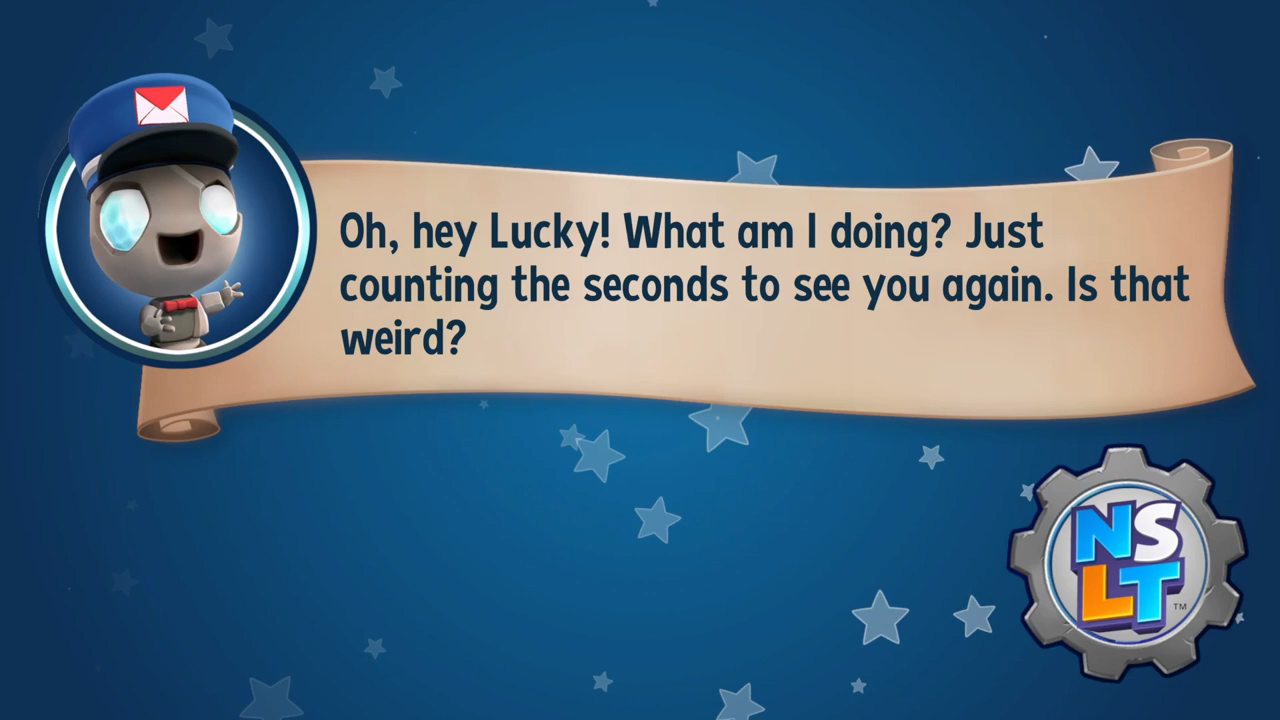 Oh, hey Lucky! What am I doing? Just
counting the seconds to see you again. Is that
weird?
NS
LT
TM